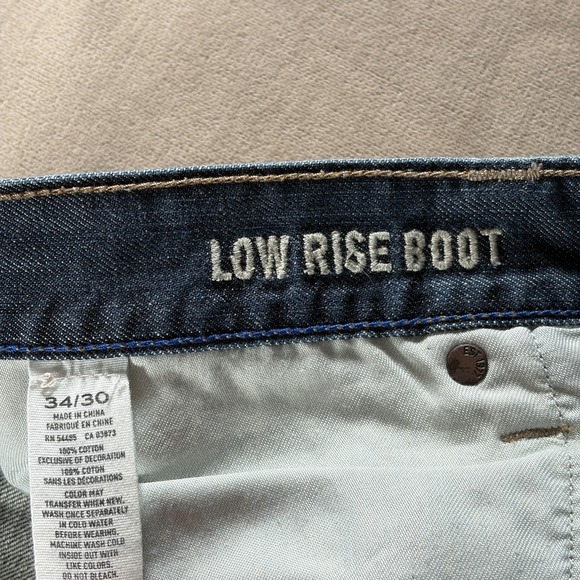 LOW RISE BOOT
EST 197
34/30
MADE IN CHINA
FABRIQUÉ EN CHINE
RN 54485 CA 03973
100% COTTON
EXCLUSIVE OF DECORATION
100% COTON
SANS LES DÉCORATIONS
COLOR MAY
TRANSFER WHEN NEW.
WASH ONCE SEPARATELY
IN COLD WATER
BEFORE WEARING.
MACHINE WASH COLD
INSIDE OUT WITH
LIKE COLORS.
DO NOT BLEACH.